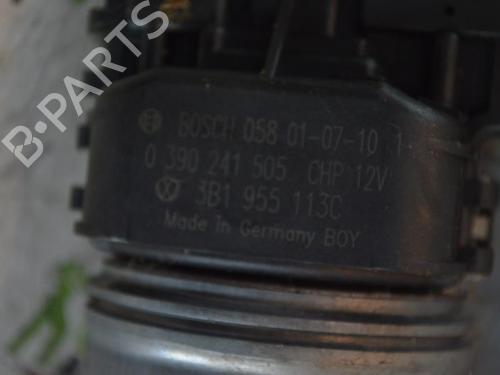 B-PARTS
BOSCH 058 01-07-10 1
0 390 241 505 CHP 12V
3B1 955 113C
Made in Germany BOY